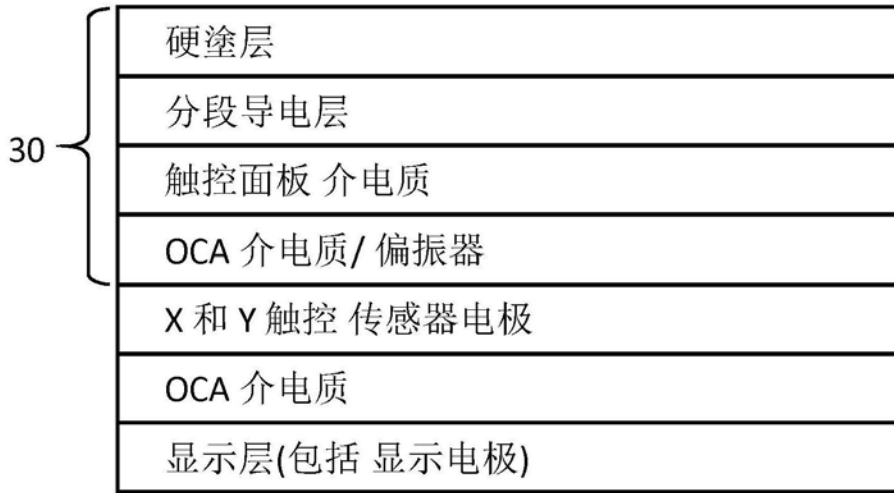 硬塗层
分段导电层
30
触控面板 介电质
OCA 介电质/ 偏振器
X 和 Y 触控 传感器电极
OCA 介电质
显示层(包括 显示电极)